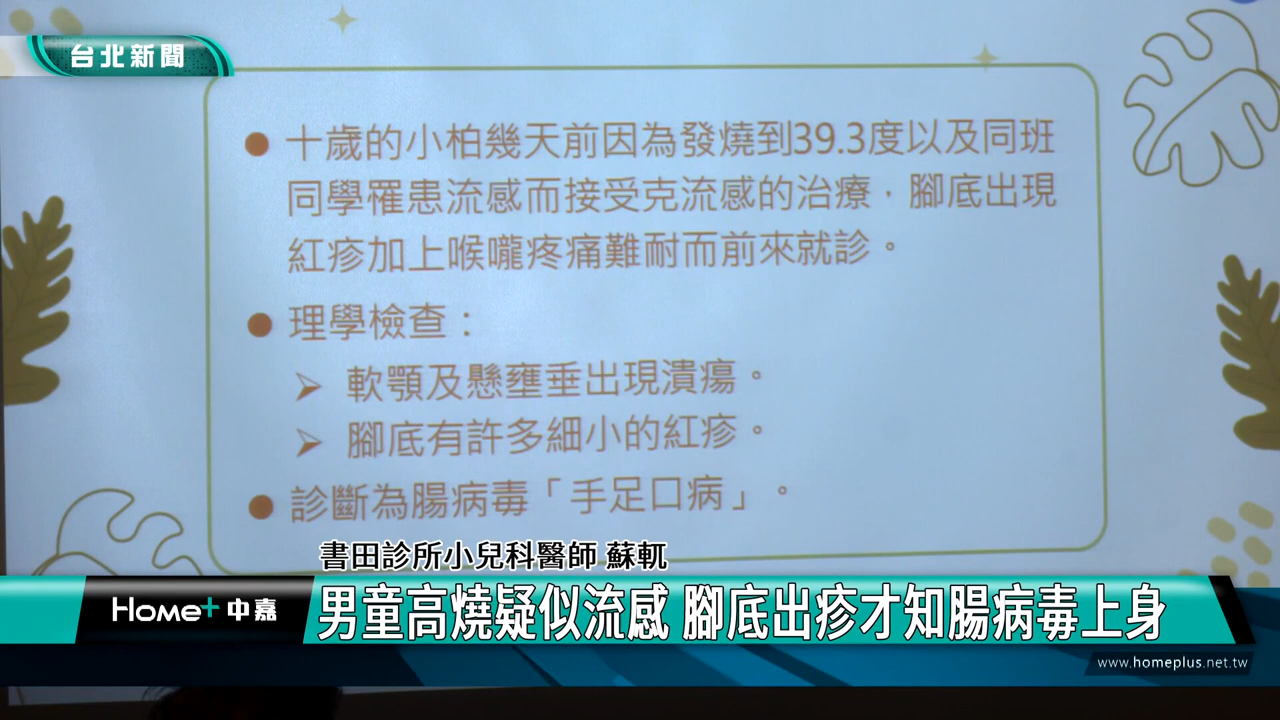 台北新聞
十歲的小柏幾天前因為發燒到39.3度以及同班
同學罹患流感而接受克流感的治療，腳底出現
紅疹加上喉嚨疼痛難耐而前來就診。
理學檢查：
軟顎及懸壅垂出現潰瘍。
腳底有許多細小的紅疹。
診斷為腸病毒「手足口病」。
書田診所小兒科醫師 蘇軏
Home+ 中嘉
男童高燒疑似流感 腳底出疹才知腸病毒上身
www.homeplus.net.tw